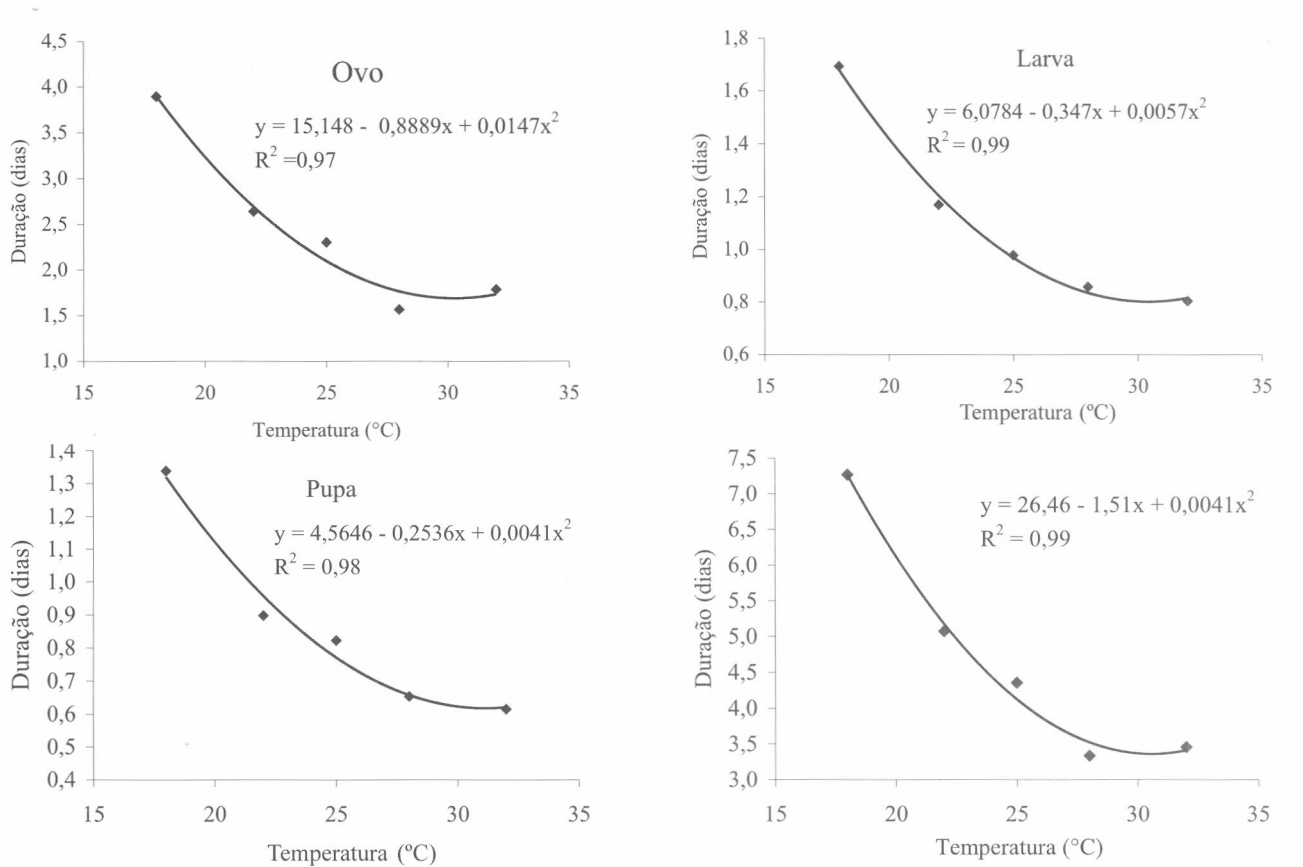 Ovo
y = 15,148 - 0,8889x + 0,0147x²
R² =0,97
Duração (dias)
4,5
4,0
3,5
3,0
2,5
2,0
1,5
1,0
15 20 25 30 35
Temperatura (°C)
Larva
y = 6,0784 - 0,347x + 0,0057x²
R² = 0,99
Duração (dias)
1,8
1,6
1,4
1,2
1,0
0,8
0,6
15 20 25 30 35
Temperatura (ºC)
Pupa
y = 4,5646 - 0,2536x + 0,0041x²
R² = 0,98
Duração (dias)
1,4
1,3
1,2
1,1
1,0
0,9
0,8
0,7
0,6
0,5
0,4
15 20 25 30 35
Temperatura (ºC)
y = 26,46 - 1,51x + 0,0041x²
R² = 0,99
Duração (dias)
7,5
7,0
6,5
6,0
5,5
5,0
4,5
4,0
3,5
3,0
15 20 25 30 35
Temperatura (°C)